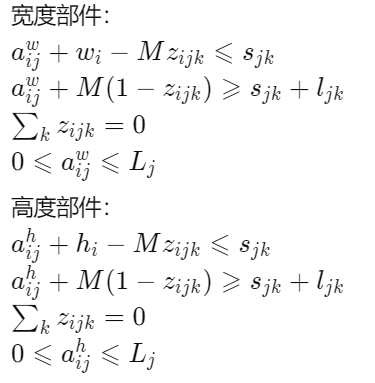 宽度部件：
$a_{ij}^{w} + w_i - Mz_{ijk} \leqslant s_{jk}$
$a_{ij}^{w} + M(1 - z_{ijk}) \geqslant s_{jk} + l_{jk}$
$\sum_k z_{ijk} = 0$
$0 \leqslant a_{ij}^{w} \leqslant L_j$
高度部件：
$a_{ij}^{h} + h_i - Mz_{ijk} \leqslant s_{jk}$
$a_{ij}^{h} + M(1 - z_{ijk}) \geqslant s_{jk} + l_{jk}$
$\sum_k z_{ijk} = 0$
$0 \leqslant a_{ij}^{h} \leqslant L_j$